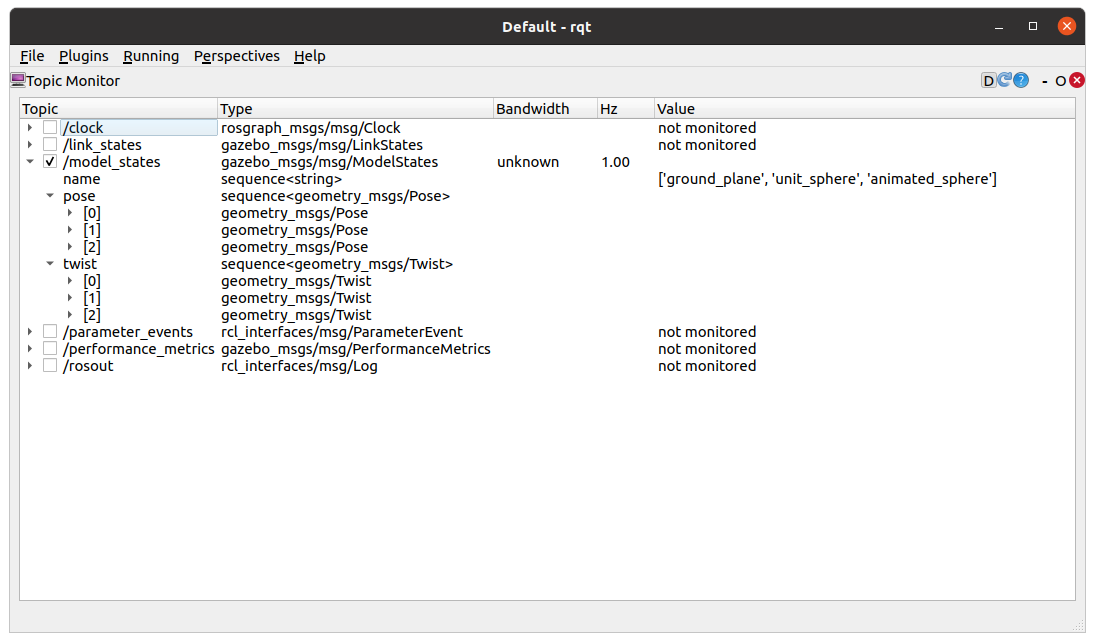 Default - rqt
File Plugins Running Perspectives Help
Topic Monitor D ? - O
Topic Type Bandwidth Hz Value
/clock rosgraph_msgs/msg/Clock not monitored
/link_states gazebo_msgs/msg/LinkStates not monitored
/model_states gazebo_msgs/msg/ModelStates unknown 1.00
name sequence<string> ['ground_plane', 'unit_sphere', 'animated_sphere']
pose sequence<geometry_msgs/Pose>
[0] geometry_msgs/Pose
[1] geometry_msgs/Pose
[2] geometry_msgs/Pose
twist sequence<geometry_msgs/Twist>
[0] geometry_msgs/Twist
[1] geometry_msgs/Twist
[2] geometry_msgs/Twist
/parameter_events rcl_interfaces/msg/ParameterEvent not monitored
/performance_metrics gazebo_msgs/msg/PerformanceMetrics not monitored
/rosout rcl_interfaces/msg/Log not monitored